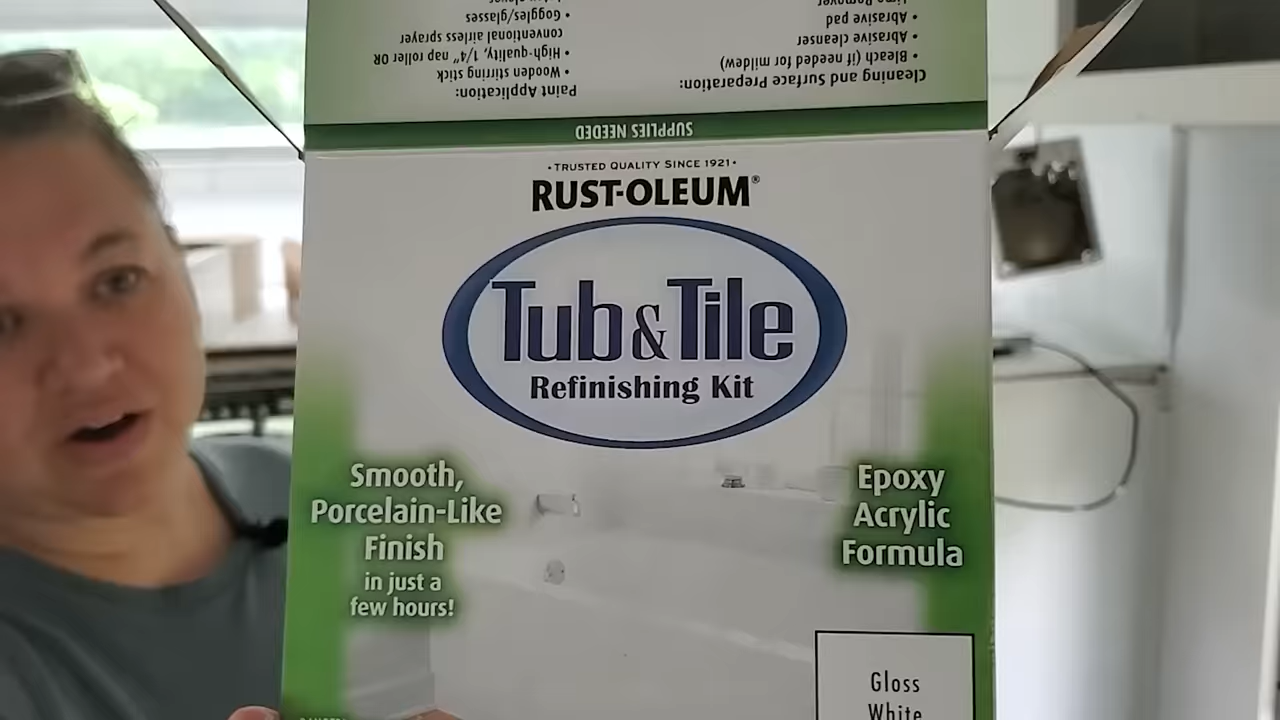 Cleaning and Surface Preparation:
• Bleach (if needed for mildew)
• Abrasive cleanser
• Abrasive pad
Paint Application:
• Wooden stirring stick
• High-quality, 1/4" nap roller OR
conventional airless sprayer
• Goggles/glasses
SUPPLIES NEEDED
• TRUSTED QUALITY SINCE 1921 •
RUST-OLEUM®
Tub & Tile
Refinishing Kit
Smooth,
Porcelain-Like
Finish
in just a
few hours!
Epoxy
Acrylic
Formula
Gloss
White